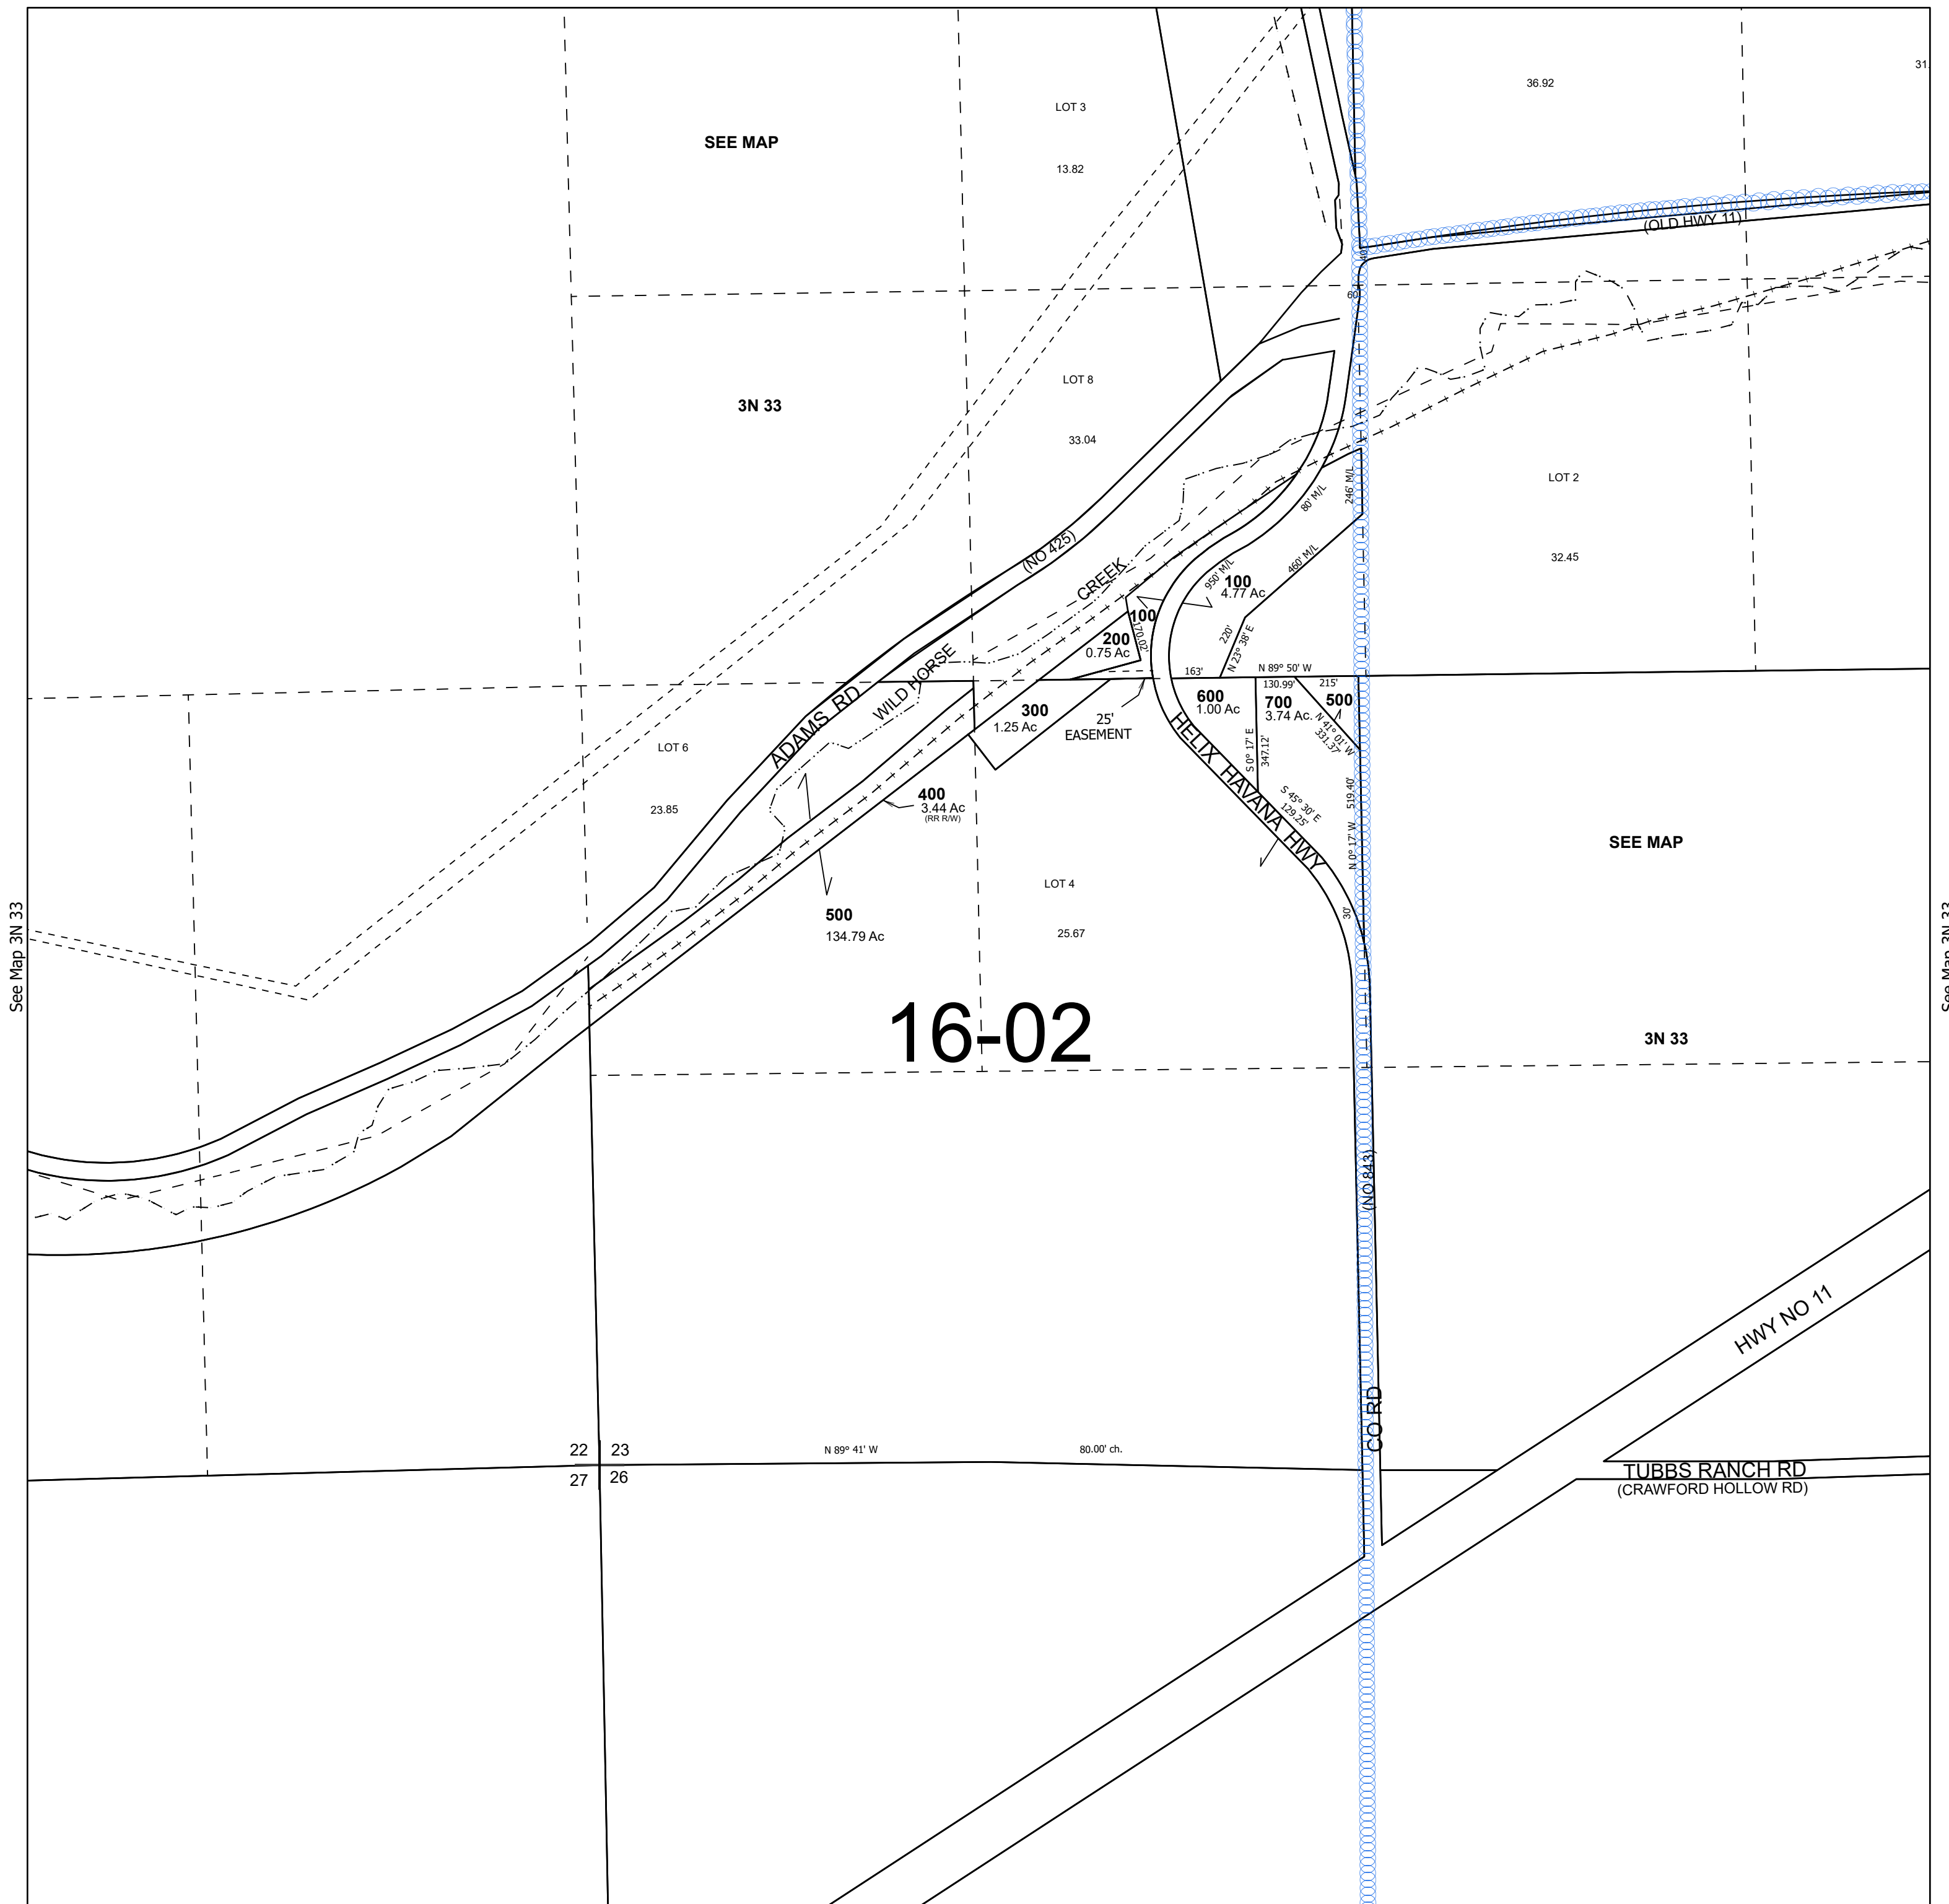 36.92
31.
LOT 3
SEE MAP
13.82
(OLD HWY 11)
40'
60'
LOT 8
3N 33
33.04
LOT 2
246' M/L
80' M/L
(NO 425)
32.45
460' M/L
CREEK
950' M/L
100
4.77 Ac
100
170.02'
200
0.75 Ac
220'
N 23° 38' E
WILD HORSE
163'
N 89° 50' W
130.99'
215'
ADAMS RD
300
1.25 Ac
25'
EASEMENT
600
1.00 Ac
700
3.74 Ac.
500
N 41° 01' W
331.37'
LOT 6
HELIX HAVANA HWY
S 0° 17' E
347.12'
23.85
400
3.44 Ac
(RR R/W)
S 45° 30' E
129.25'
519.40'
N 0° 17' W
SEE MAP
LOT 4
30'
500
134.79 Ac
25.67
See Map 3N 33
See Map 3N 33
16-02
3N 33
(NO 843)
HWY NO 11
CO RD
22 23
27 26
N 89° 41' W
80.00' ch.
TUBBS RANCH RD
(CRAWFORD HOLLOW RD)